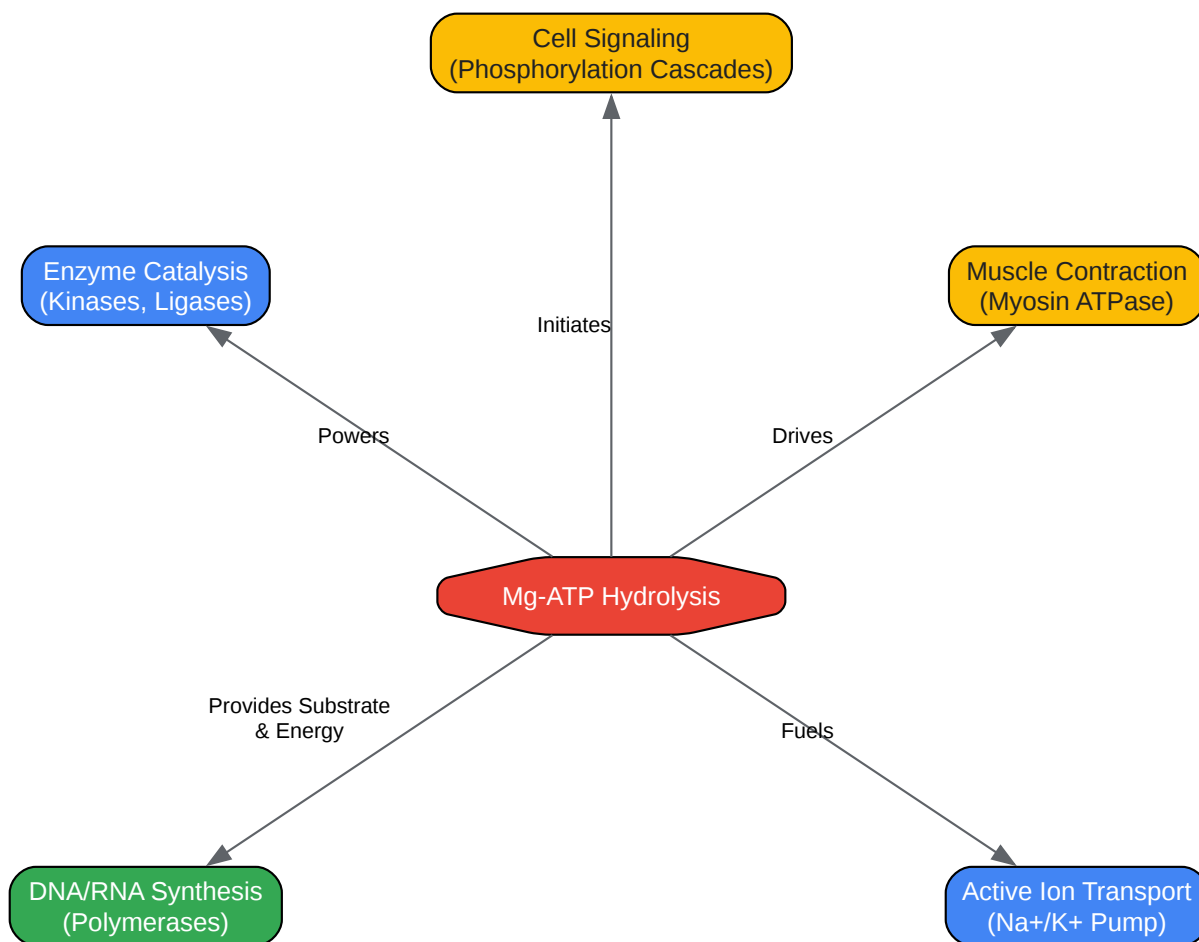 Cell Signaling
(Phosphorylation Cascades)
Enzyme Catalysis
(Kinases, Ligases)
Muscle Contraction
(Myosin ATPase)
Initiates
Powers
Drives
Mg-ATP Hydrolysis
Provides Substrate
& Energy
Fuels
DNA/RNA Synthesis
(Polymerases)
Active Ion Transport
(Na+/K+ Pump)